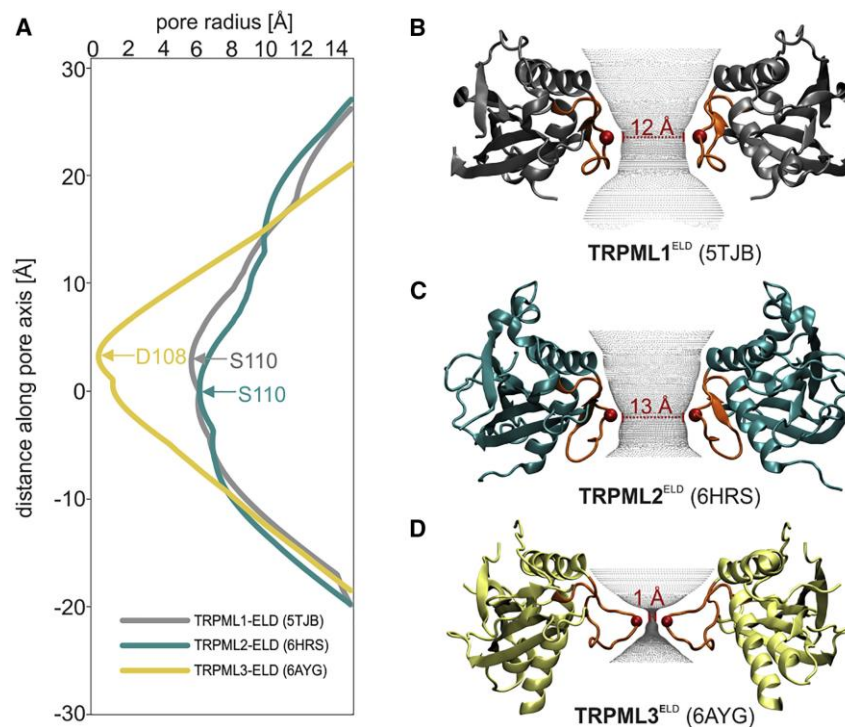 A
pore radius [Å]
0 2 4 6 8 10 12 14
30
20
10
0
-10
-20
-30
distance along pore axis [Å]
D108
S110
S110
TRPML1-ELD (5TJB)
TRPML2-ELD (6HRS)
TRPML3-ELD (6AYG)
B
12 Å
TRPML1ELD (5TJB)
C
13 Å
TRPML2ELD (6HRS)
D
1 Å
TRPML3ELD (6AYG)